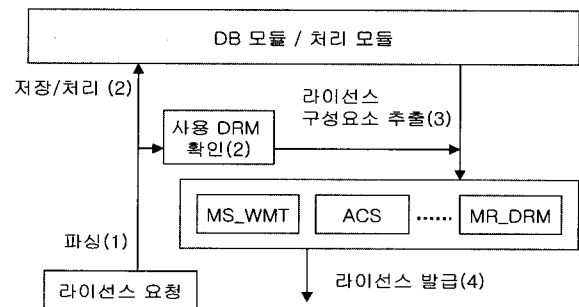 DB 모듈 / 처리 모듈
저장/처리 (2)
라이선스
구성요소 추출(3)
사용 DRM
확인(2)
MS_WMT
ACS
......
MR_DRM
파싱(1)
라이선스 요청
라이선스 발급(4)